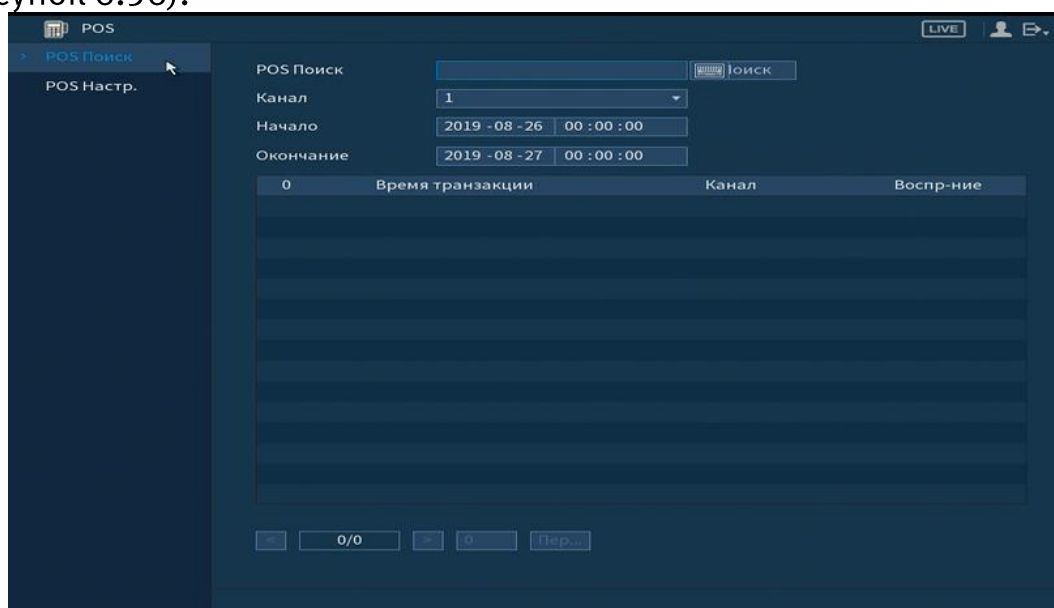 POS
LIVE
> POS Поиск
POS Настр.
POS Поиск
Канал 1
Начало 2019 -08 -26 00 :00 :00
Окончание 2019 -08 -27 00 :00 :00
0 Время транзакции Канал Воспр-ние
< 0/0 > 0 Пер...